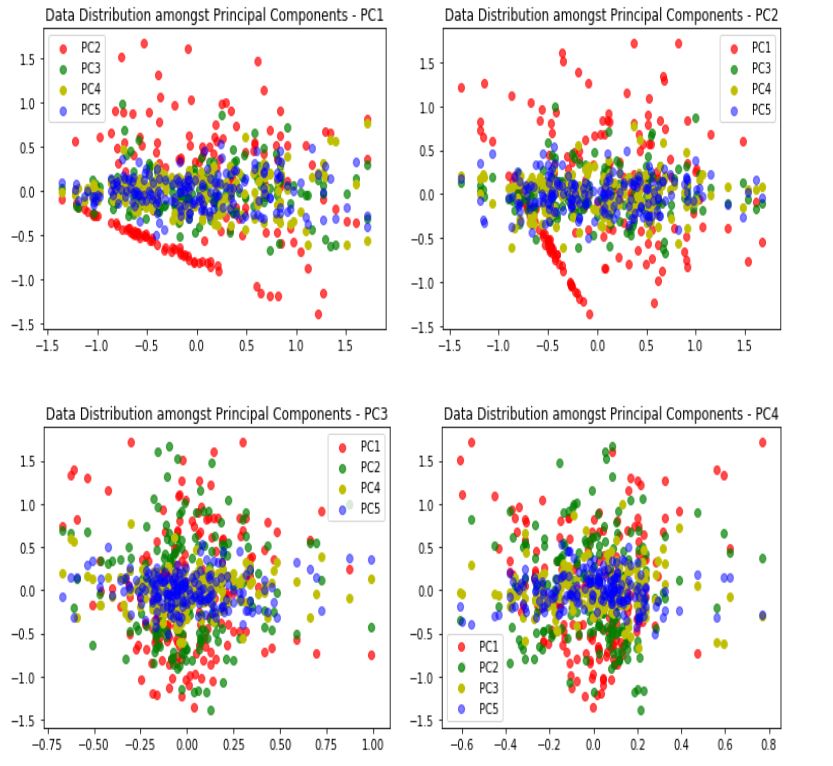 Data Distribution amongst Principal Components - PC1
PC2
PC3
PC4
PC5
1.5
1.0
0.5
0.0
−0.5
−1.0
−1.5
−1.5 −1.0 −0.5 0.0 0.5 1.0 1.5
Data Distribution amongst Principal Components - PC2
PC1
PC3
PC4
PC5
1.5
1.0
0.5
0.0
−0.5
−1.0
−1.5
−1.5 −1.0 −0.5 0.0 0.5 1.0 1.5
Data Distribution amongst Principal Components - PC3
PC1
PC2
PC4
PC5
1.5
1.0
0.5
0.0
−0.5
−1.0
−1.5
−0.75 −0.50 −0.25 0.00 0.25 0.50 0.75 1.00
Data Distribution amongst Principal Components - PC4
1.5
1.0
0.5
0.0
−0.5
−1.0
−1.5
PC1
PC2
PC3
PC5
−0.6 −0.4 −0.2 0.0 0.2 0.4 0.6 0.8